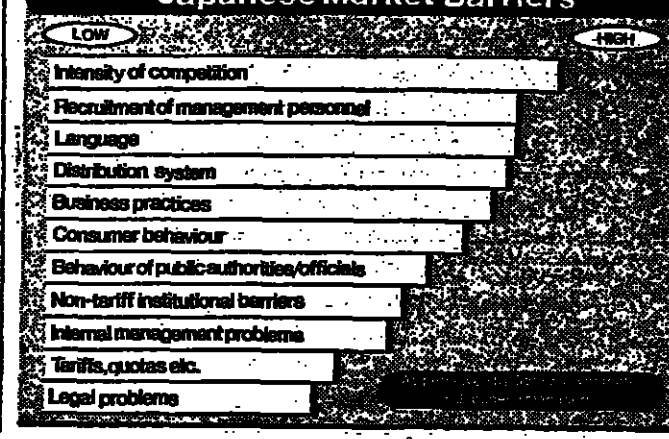 Japanese Market Barriers
LOW
HIGH
Intensity of competition
Recruitment of management personnel
Language
Distribution system
Business practices
Consumer behaviour
Behaviour of public authorities/officials
Non-tariff institutional barriers
Internal management problems
Tariffs, quotas etc.
Legal problems